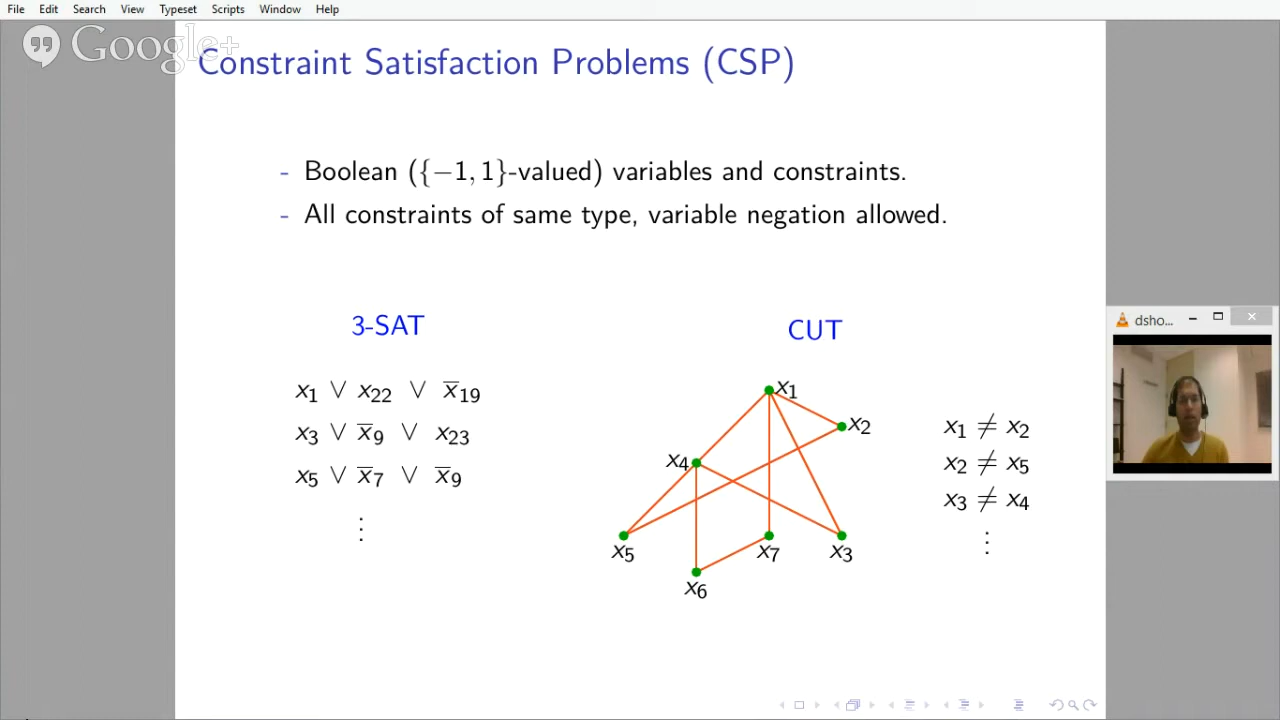 File Edit Search View Typeset Scripts Window Help
Google+
Constraint Satisfaction Problems (CSP)
- Boolean ({−1, 1}-valued) variables and constraints.
- All constraints of same type, variable negation allowed.
3-SAT
CUT
x₁ ∨ x₂₂ ∨ x̅₁₉
x₃ ∨ x̅₉ ∨ x₂₃
x₅ ∨ x̅₇ ∨ x̅₉
⋮
x₁
x₂
x₄
x₅
x₇
x₃
x₆
x₁ ≠ x₂
x₂ ≠ x₅
x₃ ≠ x₄
⋮
dsho...